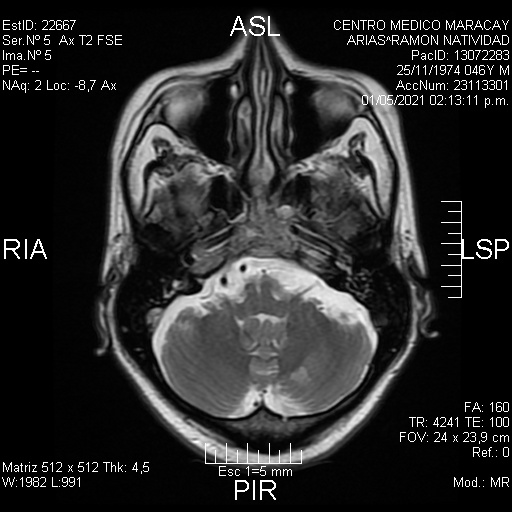 ASL
EstID: 22667
Ser.Nº 5 Ax T2 FSE
Ima.Nº 5
PE= --
NAq: 2 Loc: -8,7 Ax
CENTRO MEDICO MARACAY
ARIAS^RAMON NATIVIDAD
PacID: 13072283
25/11/1974 046Y M
AccNum: 23113301
01/05/2021 02:13:11 p.m.
RIA
LSP
FA: 160
TR: 4241 TE: 100
FOV: 24 x 23,9 cm
Ref.: 0
Matriz 512 x 512 Thk: 4,5
W:1982 L:991
Esc 1=5 mm
PIR
Mod.: MR